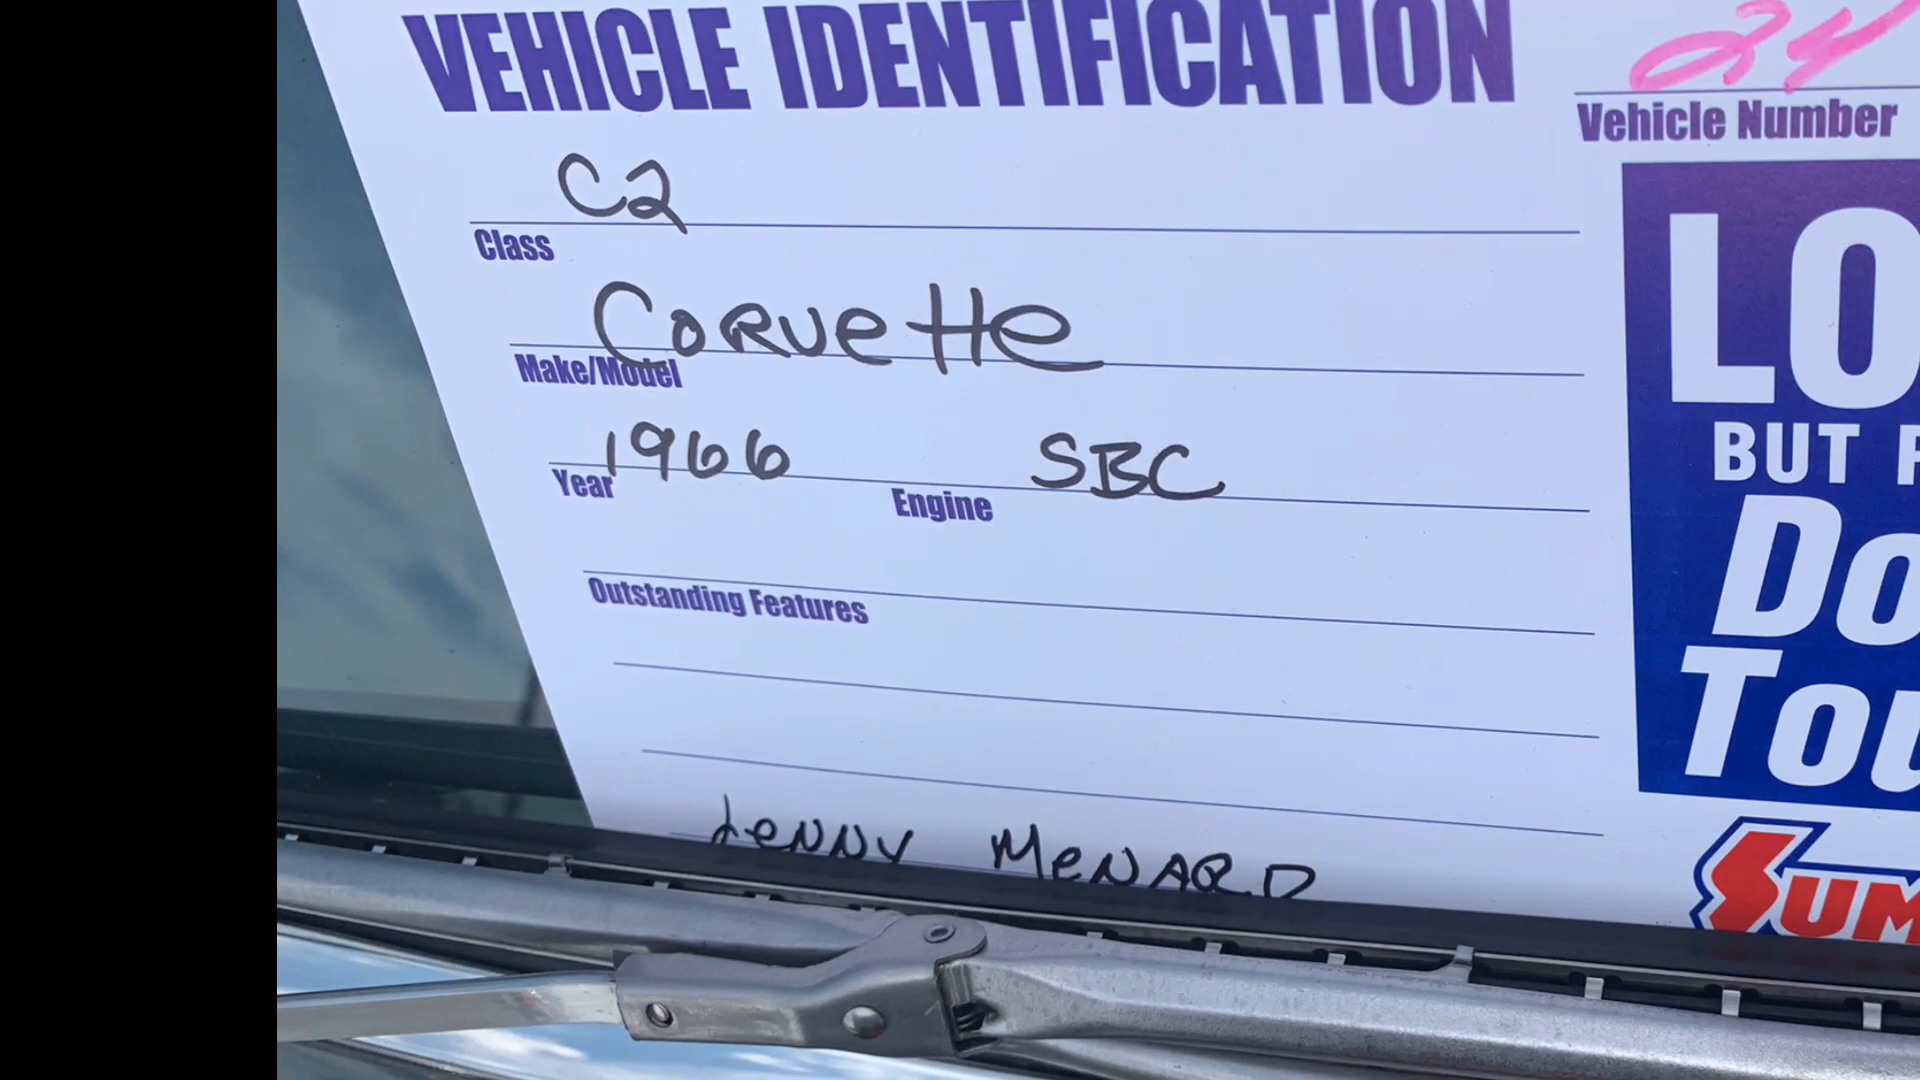 VEHICLE IDENTIFICATION
24
Vehicle Number
C2
Class
Corvette
Make/Model
1966
Year
SBC
Engine
Outstanding Features
Lenny Menard
LO
BUT
Do